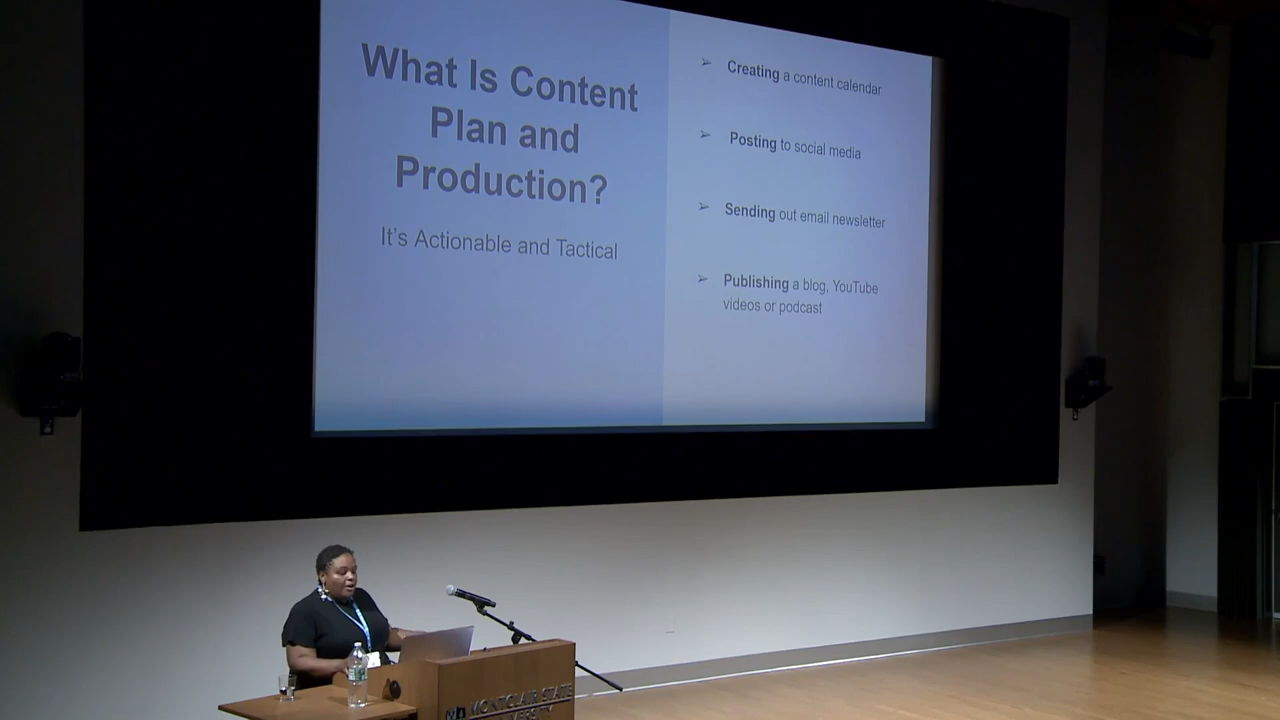 What Is Content
Plan and
Production?
It's Actionable and Tactical
➢ Creating a content calendar
➢ Posting to social media
➢ Sending out email newsletter
➢ Publishing a blog, YouTube
videos or podcast
MONTCLAIR STATE
UNIVERSITY